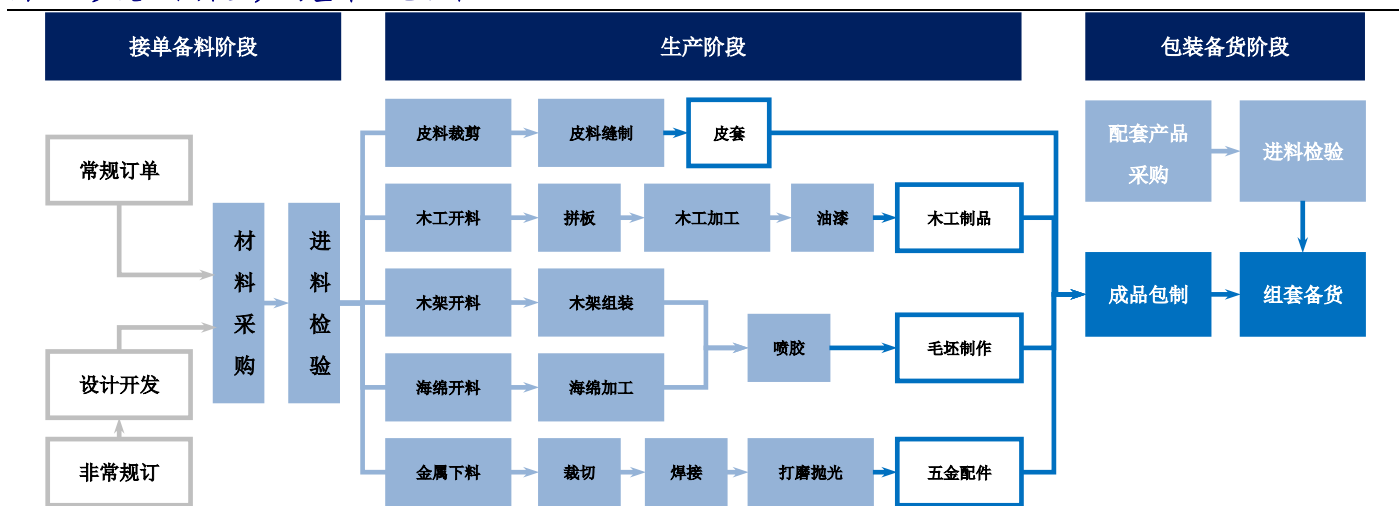 接单备料阶段
生产阶段
包装备货阶段
常规订单
设计开发
非常规订
材料采购
进料检验
皮料裁剪
皮料缝制
皮套
木工开料
拼板
木工加工
油漆
木工制品
木架开料
木架组装
海绵开料
海绵加工
喷胶
毛坯制作
金属下料
裁切
焊接
打磨抛光
五金配件
配套产品
采购
进料检验
成品包制
组套备货